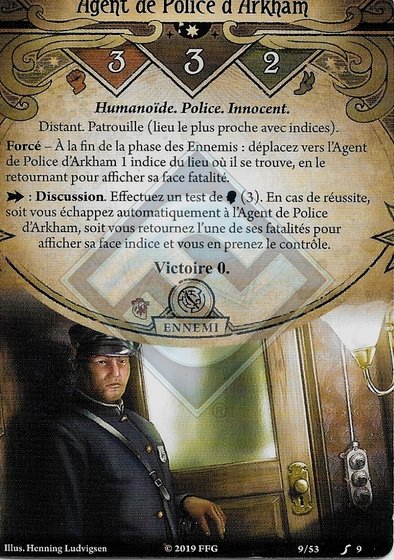 Agent de Police d'Arkham
3 3 2
Humanoïde. Police. Innocent.
Distant. Patrouille (lieu le plus proche avec indices).
Forcé – À la fin de la phase des Ennemis : déplacez vers l'Agent
de Police d'Arkham 1 indice du lieu où il se trouve, en le
retournant pour afficher sa face fatalité.
: Discussion. Effectuez un test de (3). En cas de réussite,
soit vous échappez automatiquement à l'Agent de Police
d'Arkham, soit vous retournez l'une de ses fatalités pour
afficher sa face indice et vous en prenez le contrôle.
Victoire 0.
ENNEMI
Illus. Henning Ludvigsen © 2019 FFG 9/53 9